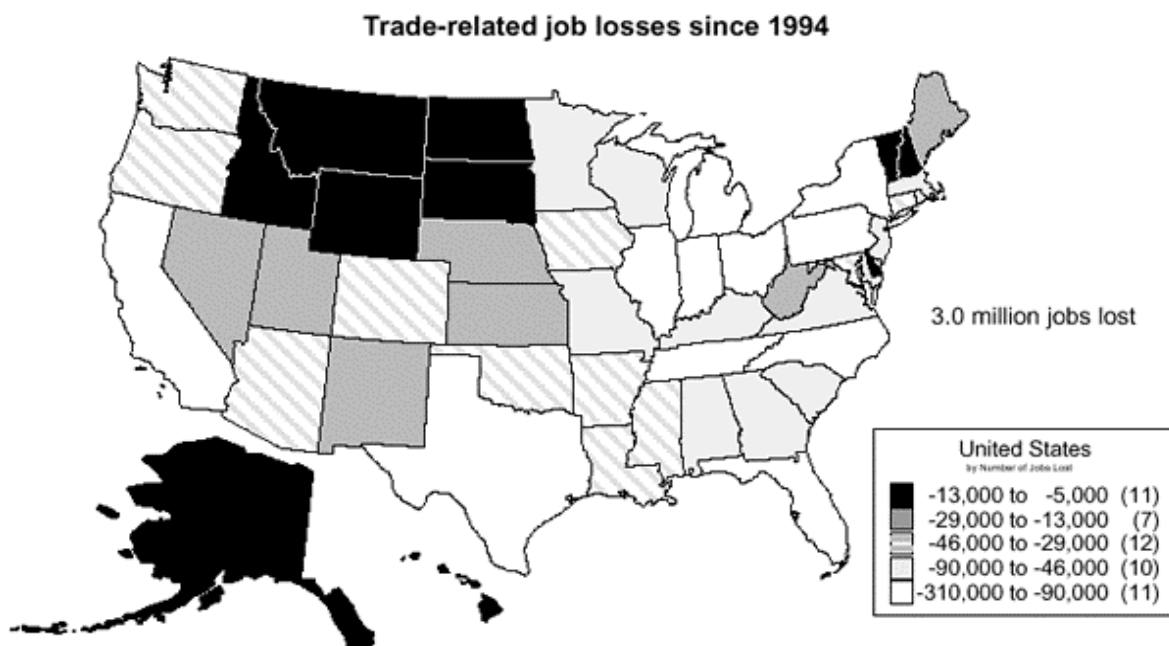 Trade-related job losses since 1994
3.0 million jobs lost
United States
by Number of Jobs Lost
-13,000 to -5,000 (11)
-29,000 to -13,000 (7)
-46,000 to -29,000 (12)
-90,000 to -46,000 (10)
-310,000 to -90,000 (11)